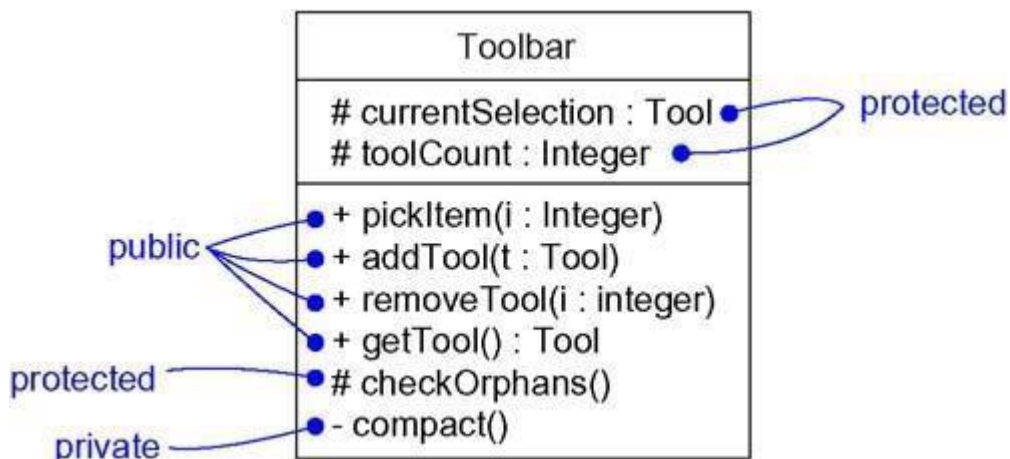 Toolbar
# currentSelection : Tool
protected
# toolCount : Integer
+ pickItem(i : Integer)
public
+ addTool(t : Tool)
+ removeTool(i : integer)
+ getTool() : Tool
protected
# checkOrphans()
- compact()
private